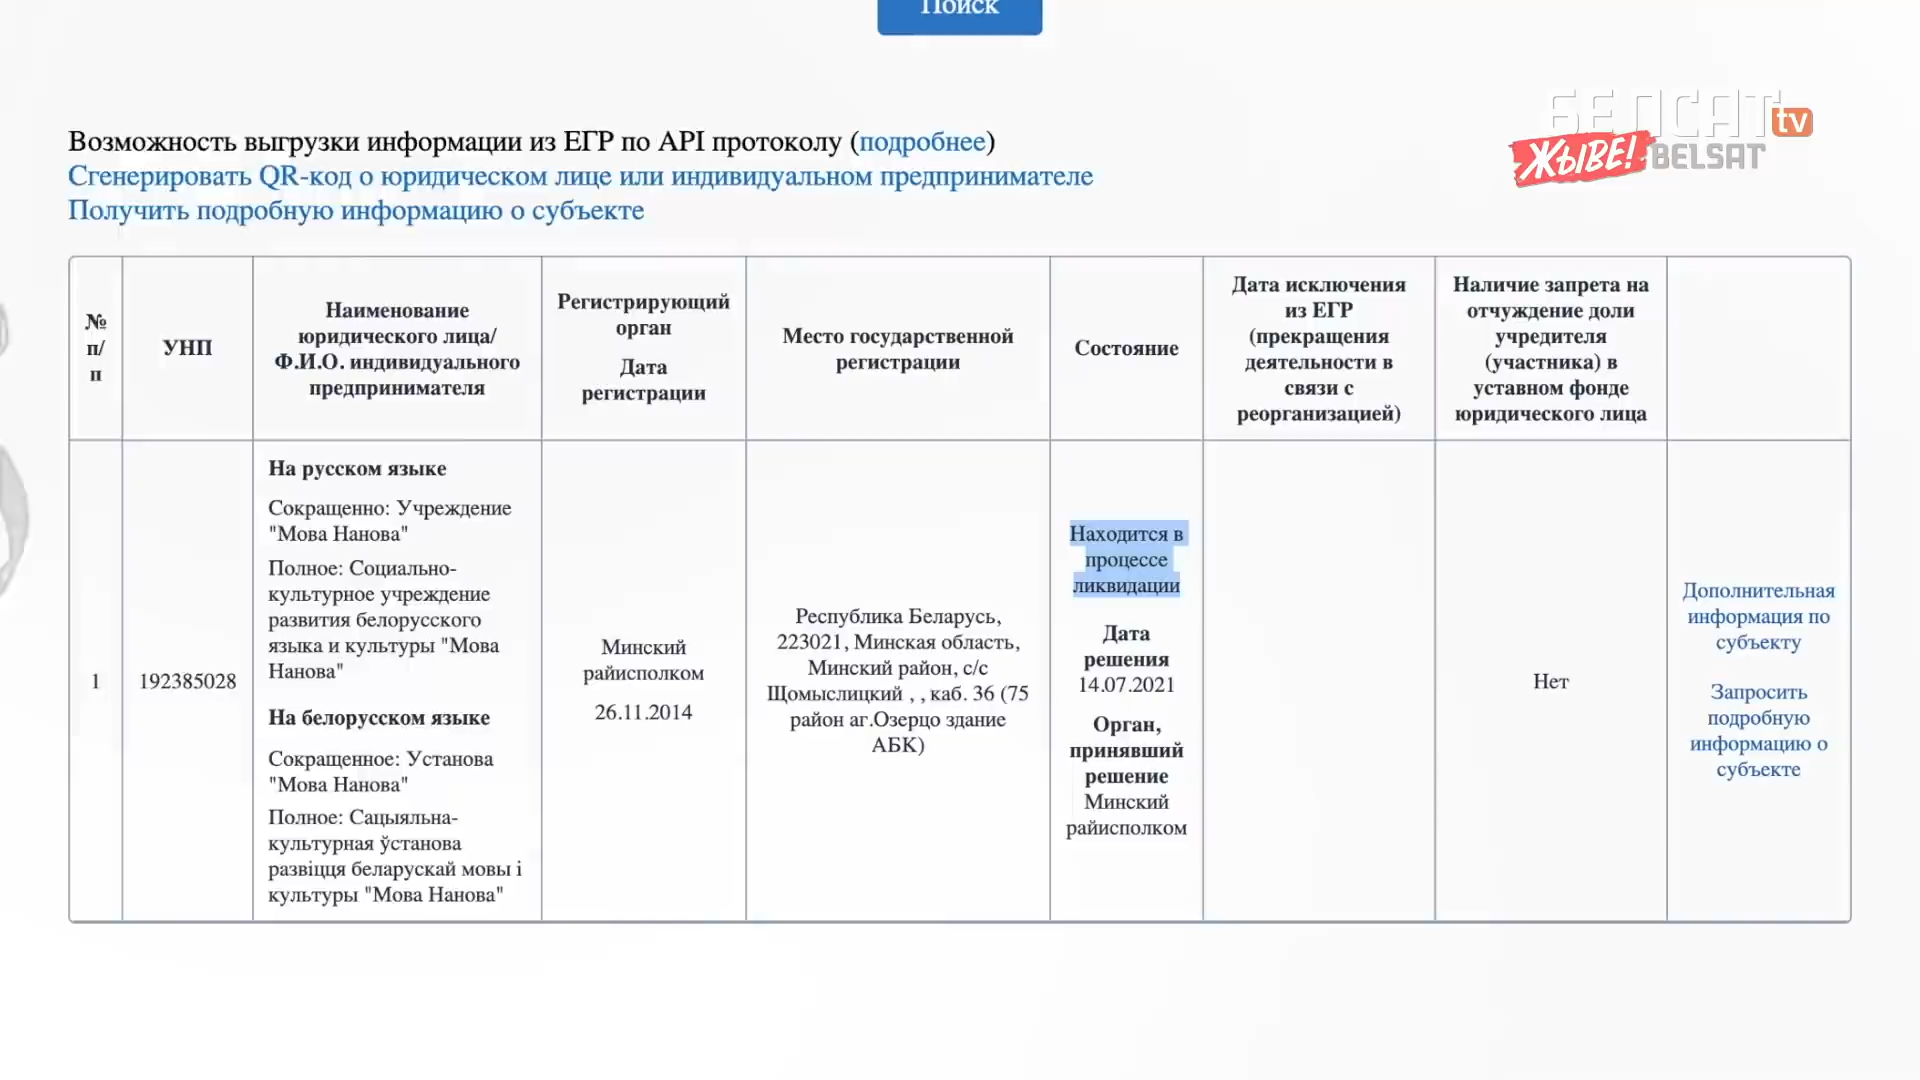 Поиск
БЕЛСАТ tv
ЖЫВЕ! BELSAT
Возможность выгрузки информации из ЕГР по API протоколу (подробнее)
Сгенерировать QR-код о юридическом лице или индивидуальном предпринимателе
Получить подробную информацию о субъекте
№
п/
п
УНП
Наименование
юридического лица/
Ф.И.О. индивидуального
предпринимателя
Регистрирующий
орган
Дата
регистрации
Место государственной
регистрации
Состояние
Дата исключения
из ЕГР
(прекращения
деятельности в
связи с
реорганизацией)
Наличие запрета на
отчуждение доли
учредителя
(участника) в
уставном фонде
юридического лица
1
192385028
На русском языке
Сокращенно: Учреждение
"Мова Нанова"
Полное: Социально-
культурное учреждение
развития белорусского
языка и культуры "Мова
Нанова"
На белорусском языке
Сокращенное: Установа
"Мова Нанова"
Полное: Сацыяльна-
культурная ўстанова
развіцця беларускай мовы і
культуры "Мова Нанова"
Минский
райисполком
26.11.2014
Республика Беларусь,
223021, Минская область,
Минский район, с/с
Щомыслицкий , , каб. 36 (75
район аг.Озерцо здание
АБК)
Находится в
процессе
ликвидации
Дата
решения
14.07.2021
Орган,
принявший
решение
Минский
райисполком
Нет
Дополнительная
информация по
субъекту
Запросить
подробную
информацию о
субъекте